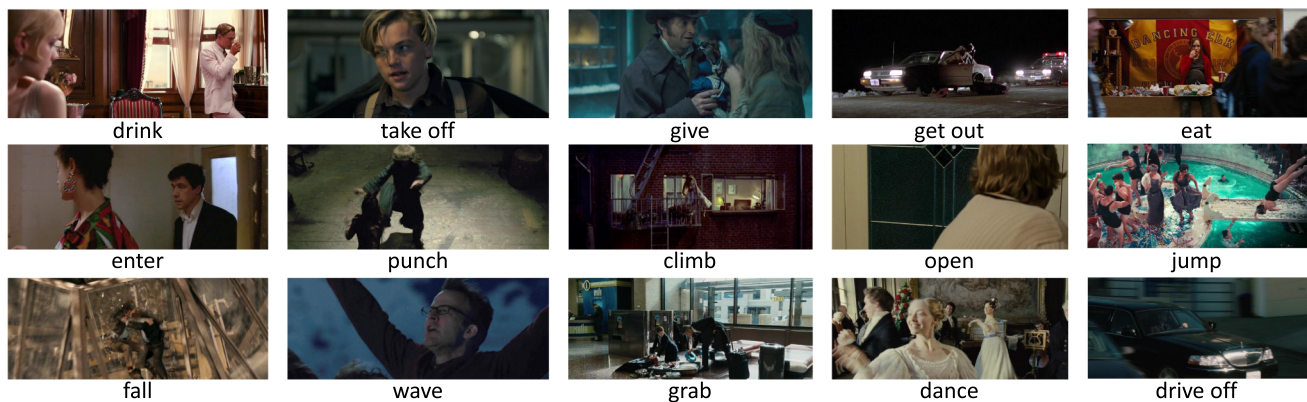 DANCING ELK
drink
take off
give
get out
eat
enter
punch
climb
open
jump
fall
wave
grab
dance
drive off